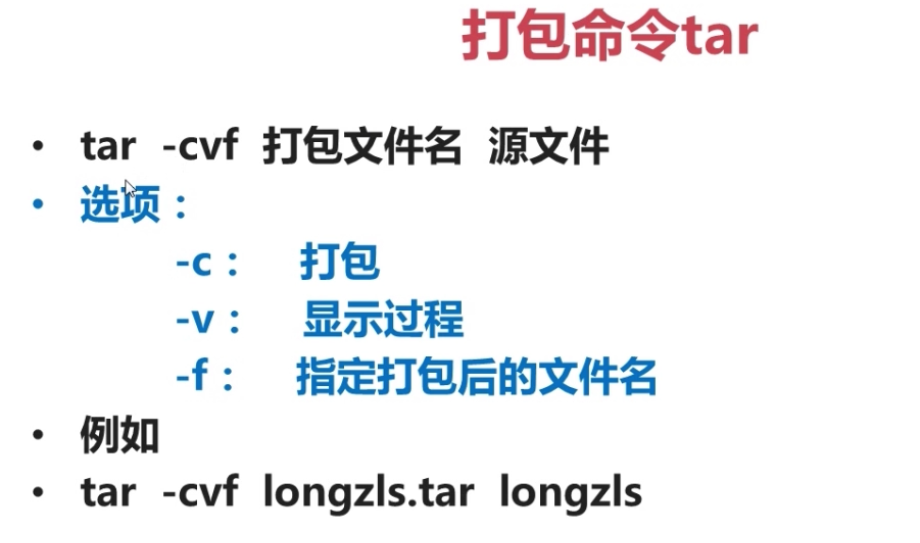 打包命令tar
• tar -cvf 打包文件名 源文件
• 选项：
-c： 打包
-v： 显示过程
-f： 指定打包后的文件名
• 例如
• tar -cvf longzls.tar longzls